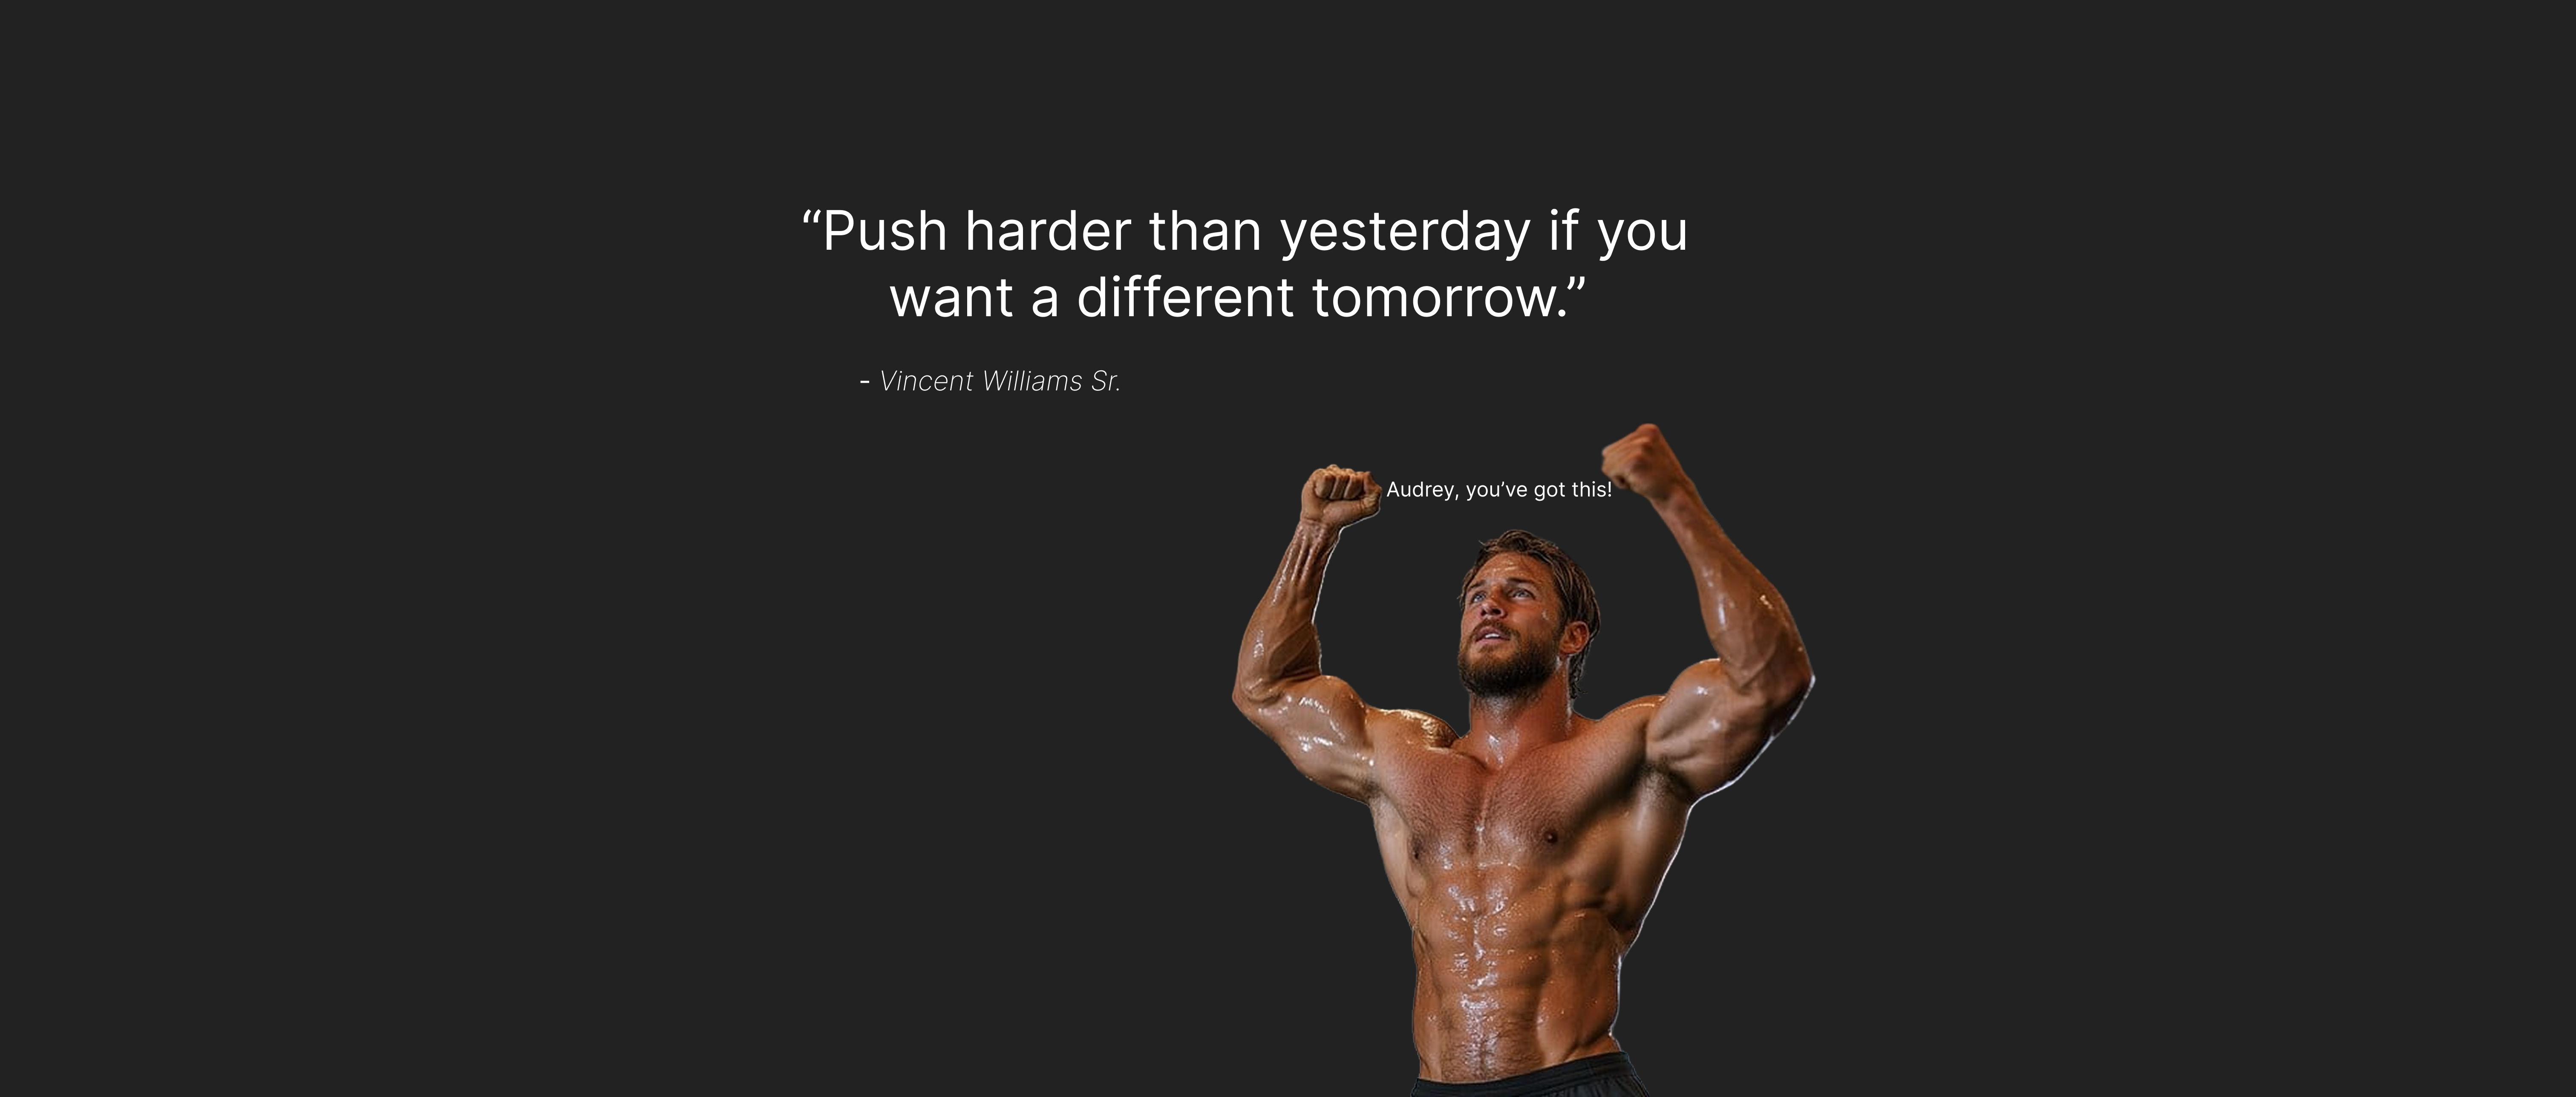 “Push harder than yesterday if you
want a different tomorrow.”
- Vincent Williams Sr.
Audrey, you’ve got this!